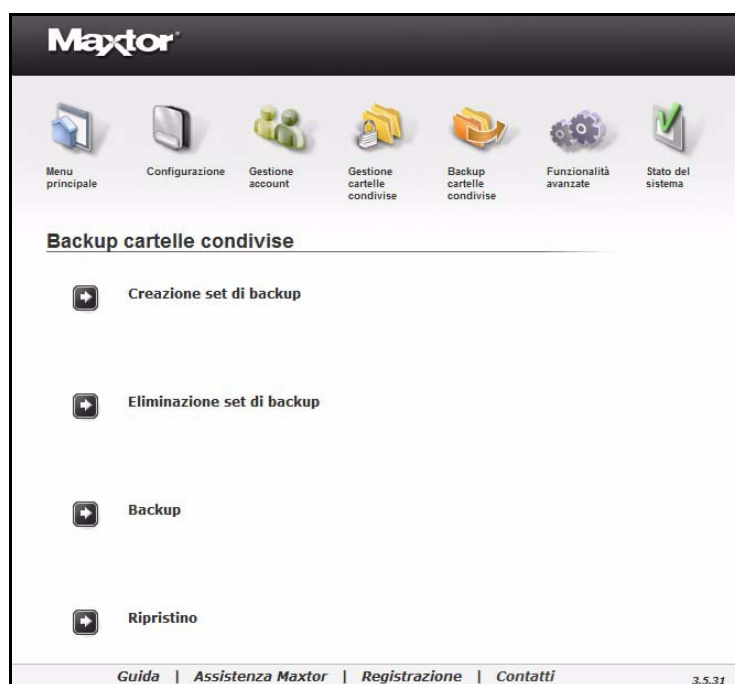 Maxtor
Menu principale
Configurazione
Gestione account
Gestione cartelle condivise
Backup cartelle condivise
Funzionalità avanzate
Stato del sistema
Backup cartelle condivise
Creazione set di backup
Eliminazione set di backup
Backup
Ripristino
Guida | Assistenza Maxtor | Registrazione | Contatti
3.5.31